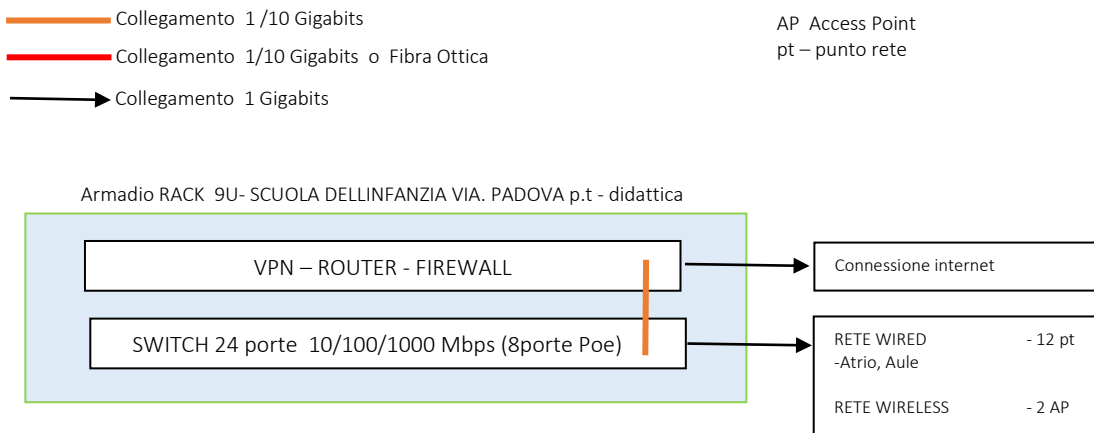 Collegamento 1 /10 Gigabits
Collegamento 1/10 Gigabits o Fibra Ottica
Collegamento 1 Gigabits
AP Access Point
pt – punto rete
Armadio RACK 9U- SCUOLA DELLINFANZIA VIA. PADOVA p.t - didattica
VPN – ROUTER - FIREWALL
Connessione internet
SWITCH 24 porte 10/100/1000 Mbps (8porte Poe)
RETE WIRED - 12 pt
-Atrio, Aule
RETE WIRELESS - 2 AP